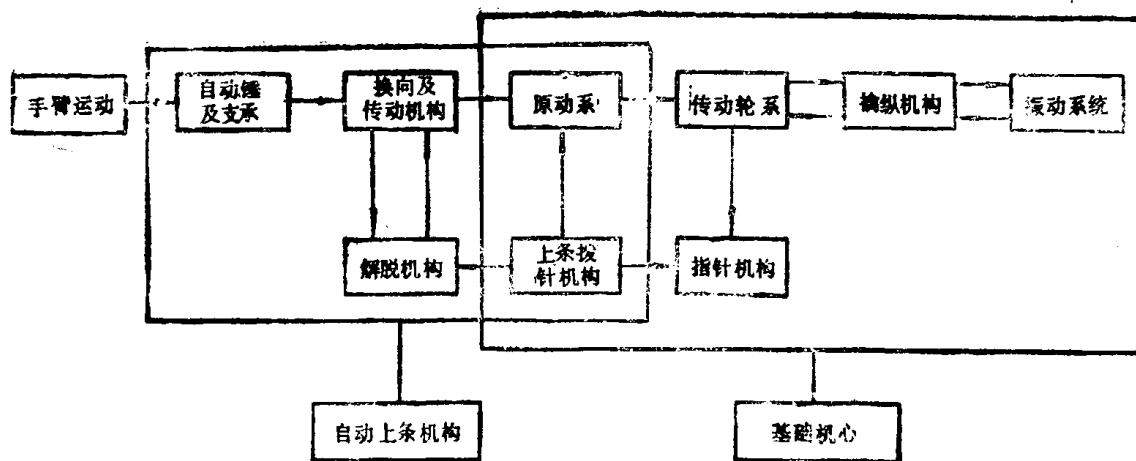 手臂运动
自动锤
及支承
换向及
传动机构
原动系
传动轮系
擒纵机构
振动系统
解脱机构
上条拨
针机构
指针机构
自动上条机构
基础机心